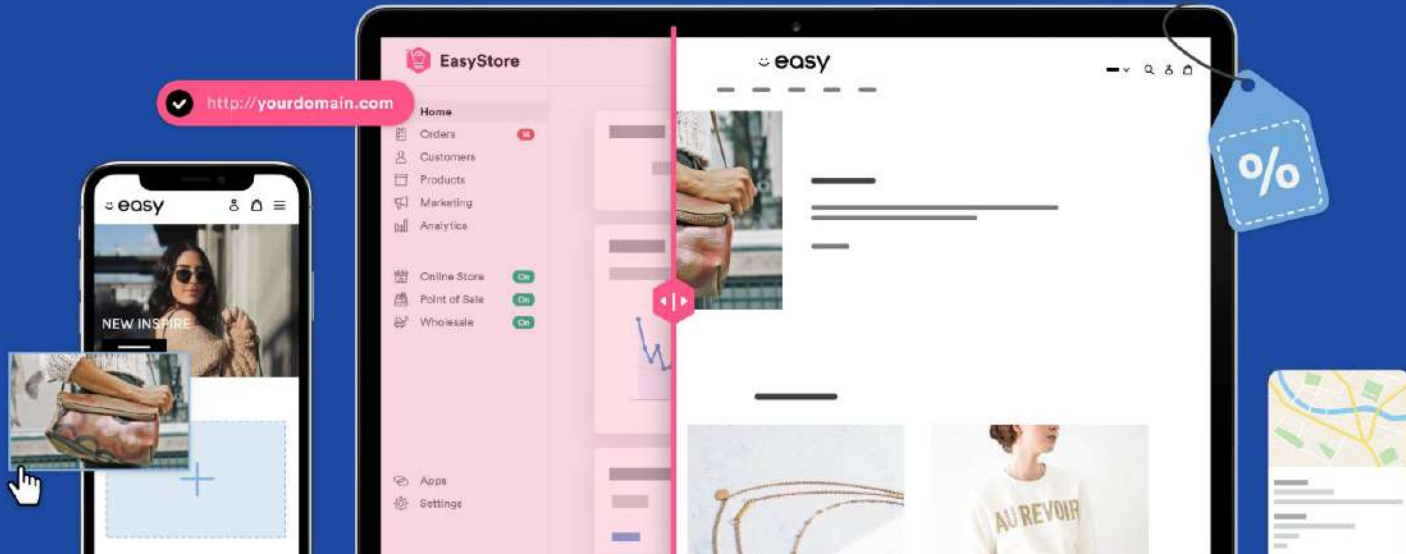 EasyStore
easy
http://yourdomain.com
Home
Orders
14
Customers
Products
Marketing
Analytics
Online Store On
Point of Sale On
Wholesale On
Apps
Settings
easy
NEW INSPIRE
%
AU REVOIR